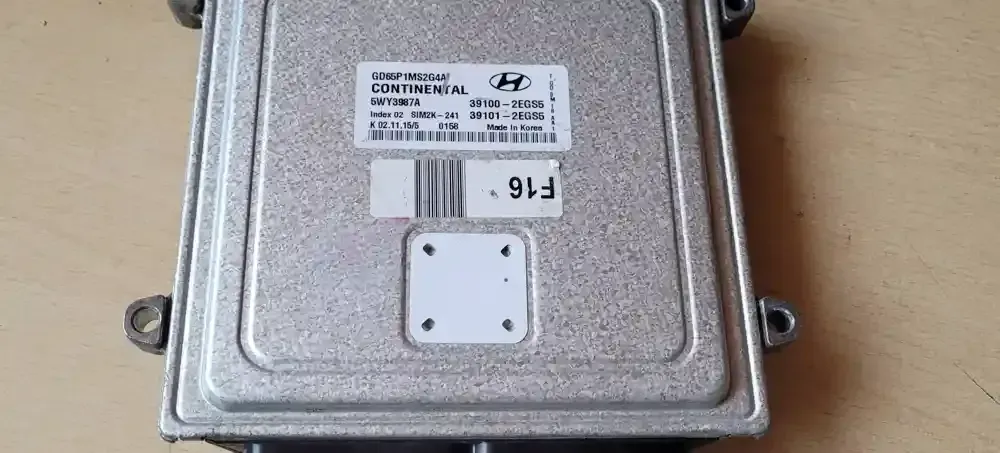 GD65P1MS2G4A
CONTINENTAL
5WY3987A 39100-2EGS5
Index 02 SIM2K-241 39101-2EGS5
K 02.11.15/5 0158 Made In Korea
F16